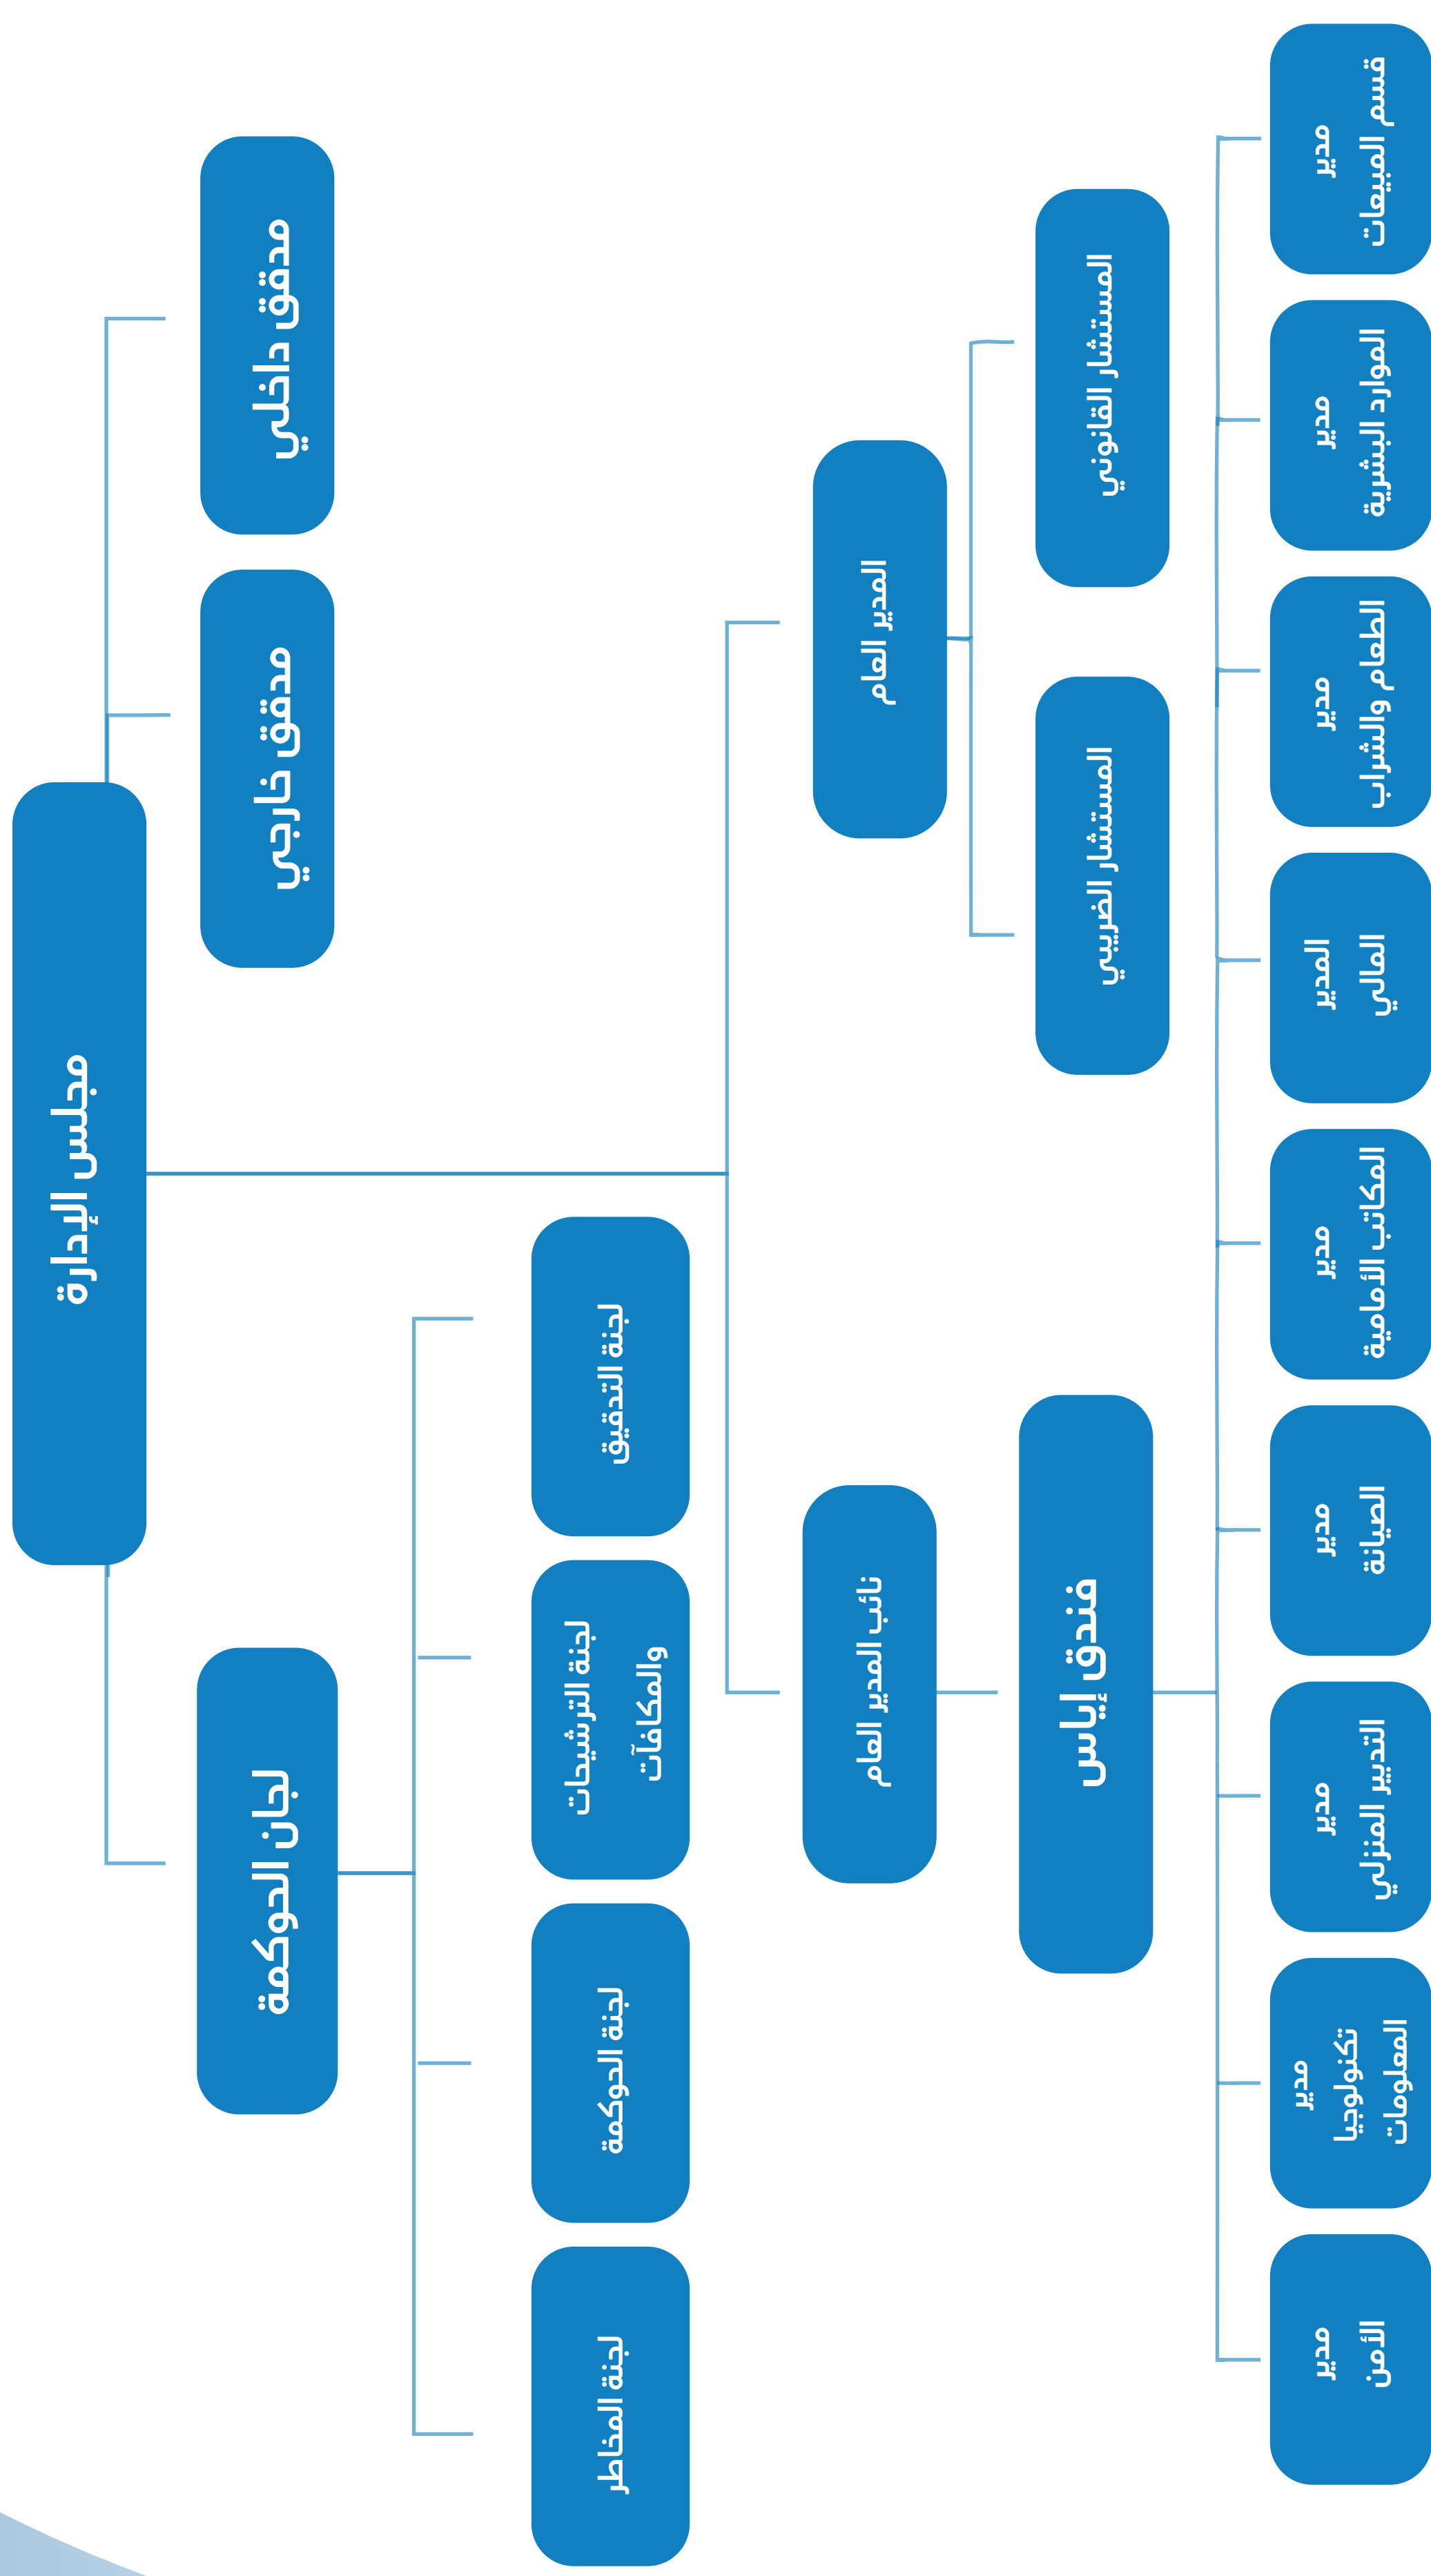 مجلس الإدارة
مدقق داخلي
مدقق خارجي
لجان الحوكمة
لجنة التدقيق
لجنة الترشيحات
والمكافآت
لجنة الحوكمة
لجنة المخاطر
المدير العام
نائب المدير العام
المستشار القانوني
المستشار الضريبي
فندق إياس
مدير
قسم المبيعات
مدير
الموارد البشرية
مدير
الطعام والشراب
المدير
المالي
مدير
المكاتب الأمامية
مدير
الصيانة
مدير
التدبير المنزلي
مدير
تكنولوجيا
المعلومات
مدير
الأمن